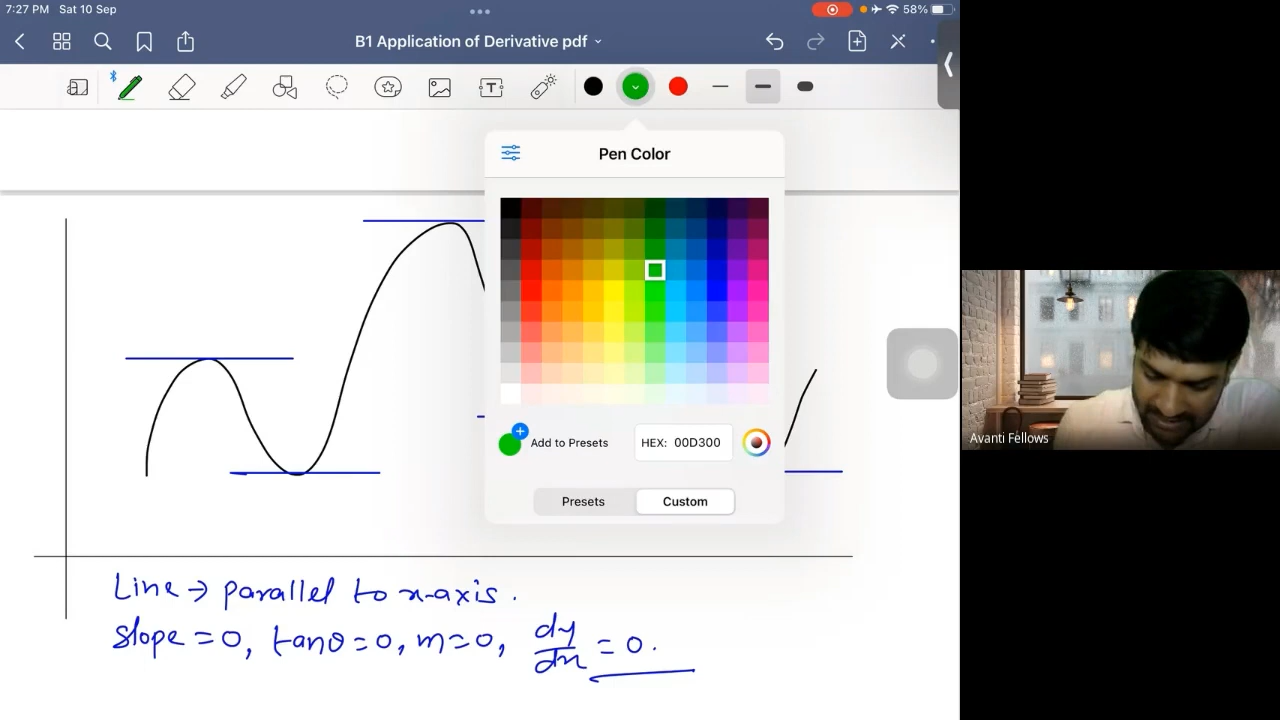 7:27 PM Sat 10 Sep
58%
B1 Application of Derivative pdf
T
Pen Color
Add to Presets
HEX: 00D300
Presets
Custom
Avanti Fellows
Line → parallel to x-axis.
slope = 0, tanθ = 0, m = 0, dy/dx = 0.